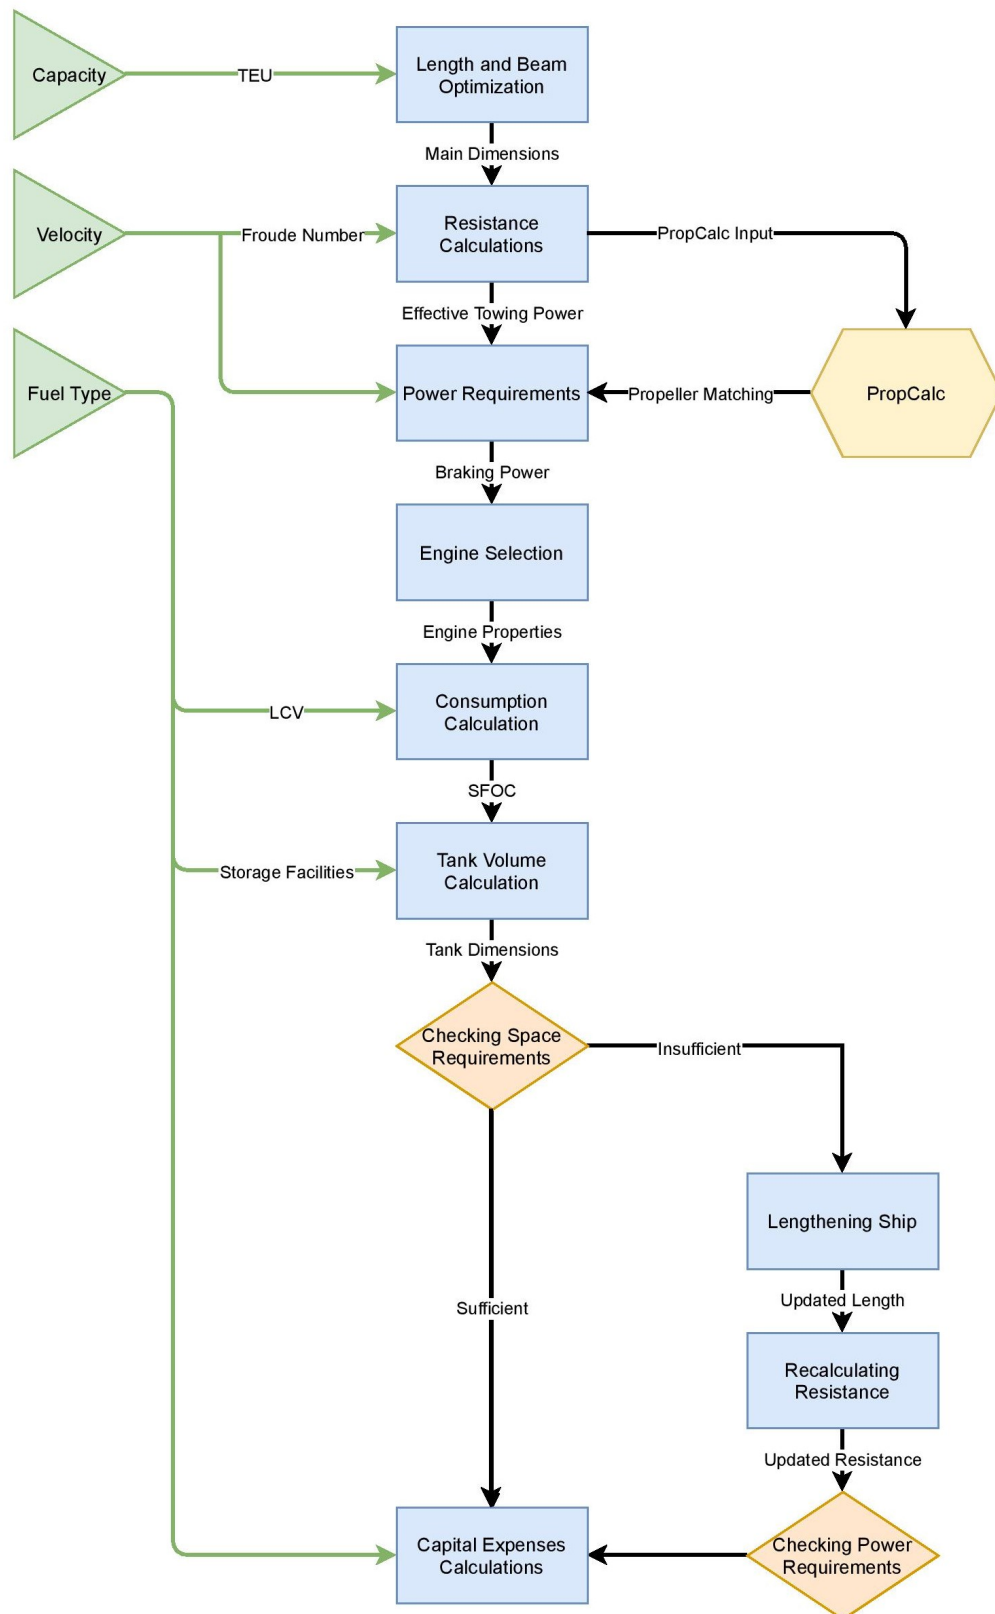 Capacity
TEU
Length and Beam
Optimization
Main Dimensions
Velocity
Froude Number
Resistance
Calculations
PropCalc Input
Effective Towing Power
Fuel Type
Power Requirements
Propeller Matching
PropCalc
Braking Power
Engine Selection
Engine Properties
LCV
Consumption
Calculation
SFOC
Storage Facilities
Tank Volume
Calculation
Tank Dimensions
Checking Space
Requirements
Insufficient
Lengthening Ship
Sufficient
Updated Length
Recalculating
Resistance
Updated Resistance
Capital Expenses
Calculations
Checking Power
Requirements